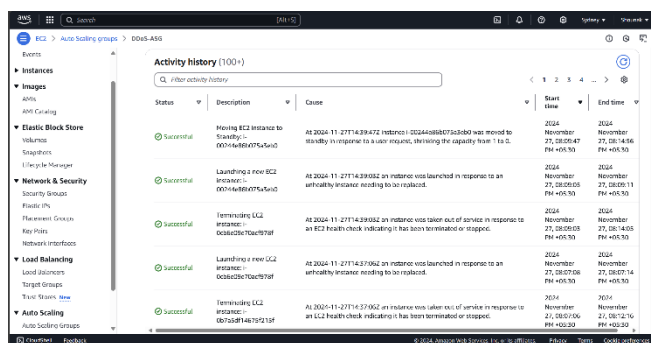 aws
Search
[Alt+S]
Sydney
EC2 > Auto Scaling groups > DDoS-ASG
Events
Instances
Images
AMIs
AMI Catalog
Elastic Block Store
Volumes
Snapshots
Lifecycle Manager
Network & Security
Security Groups
Elastic IPs
Placement Groups
Key Pairs
Network Interfaces
Load Balancing
Load Balancers
Target Groups
Trust Stores New
Auto Scaling
Auto Scaling Groups
Activity history (100+)
Filter activity history
1 2 3 4 ...
Status
Description
Cause
Start
time
End time
Successful
Moving EC2 Instance to
Standby: i-
00244e86b075a3eb0
At 2024-11-27T14:39:47Z instance i-00244e86b075a3eb0 was moved to
standby in response to a user request, shrinking the capacity from 1 to 0.
2024
November
27, 08:09:47
PM +05:30
2024
November
27, 08:14:56
PM +05:30
Successful
Launching a new EC2
instance: i-
00244e86b075a3eb0
At 2024-11-27T14:39:03Z an instance was launched in response to an
unhealthy instance needing to be replaced.
2024
November
27, 08:09:05
PM +05:30
2024
November
27, 08:09:11
PM +05:30
Successful
Terminating EC2
instance: i-
0cb6e05c70acf978f
At 2024-11-27T14:39:03Z an instance was taken out of service in response to
an EC2 health check indicating it has been terminated or stopped.
2024
November
27, 08:09:03
PM +05:30
2024
November
27, 08:14:05
PM +05:30
Successful
Launching a new EC2
instance: i-
0cb6e05c70acf978f
At 2024-11-27T14:37:06Z an instance was launched in response to an
unhealthy instance needing to be replaced.
2024
November
27, 08:07:08
PM +05:30
2024
November
27, 08:07:14
PM +05:30
Successful
Terminating EC2
instance: i-
0b7a5df14675f215f
At 2024-11-27T14:37:06Z an instance was taken out of service in response to
an EC2 health check indicating it has been terminated or stopped.
2024
November
27, 08:07:06
PM +05:30
2024
November
27, 08:12:16
PM +05:30
CloudShell Feedback
© 2024, Amazon Web Services, Inc. or its affiliates.
Privacy Terms Cookie preferences